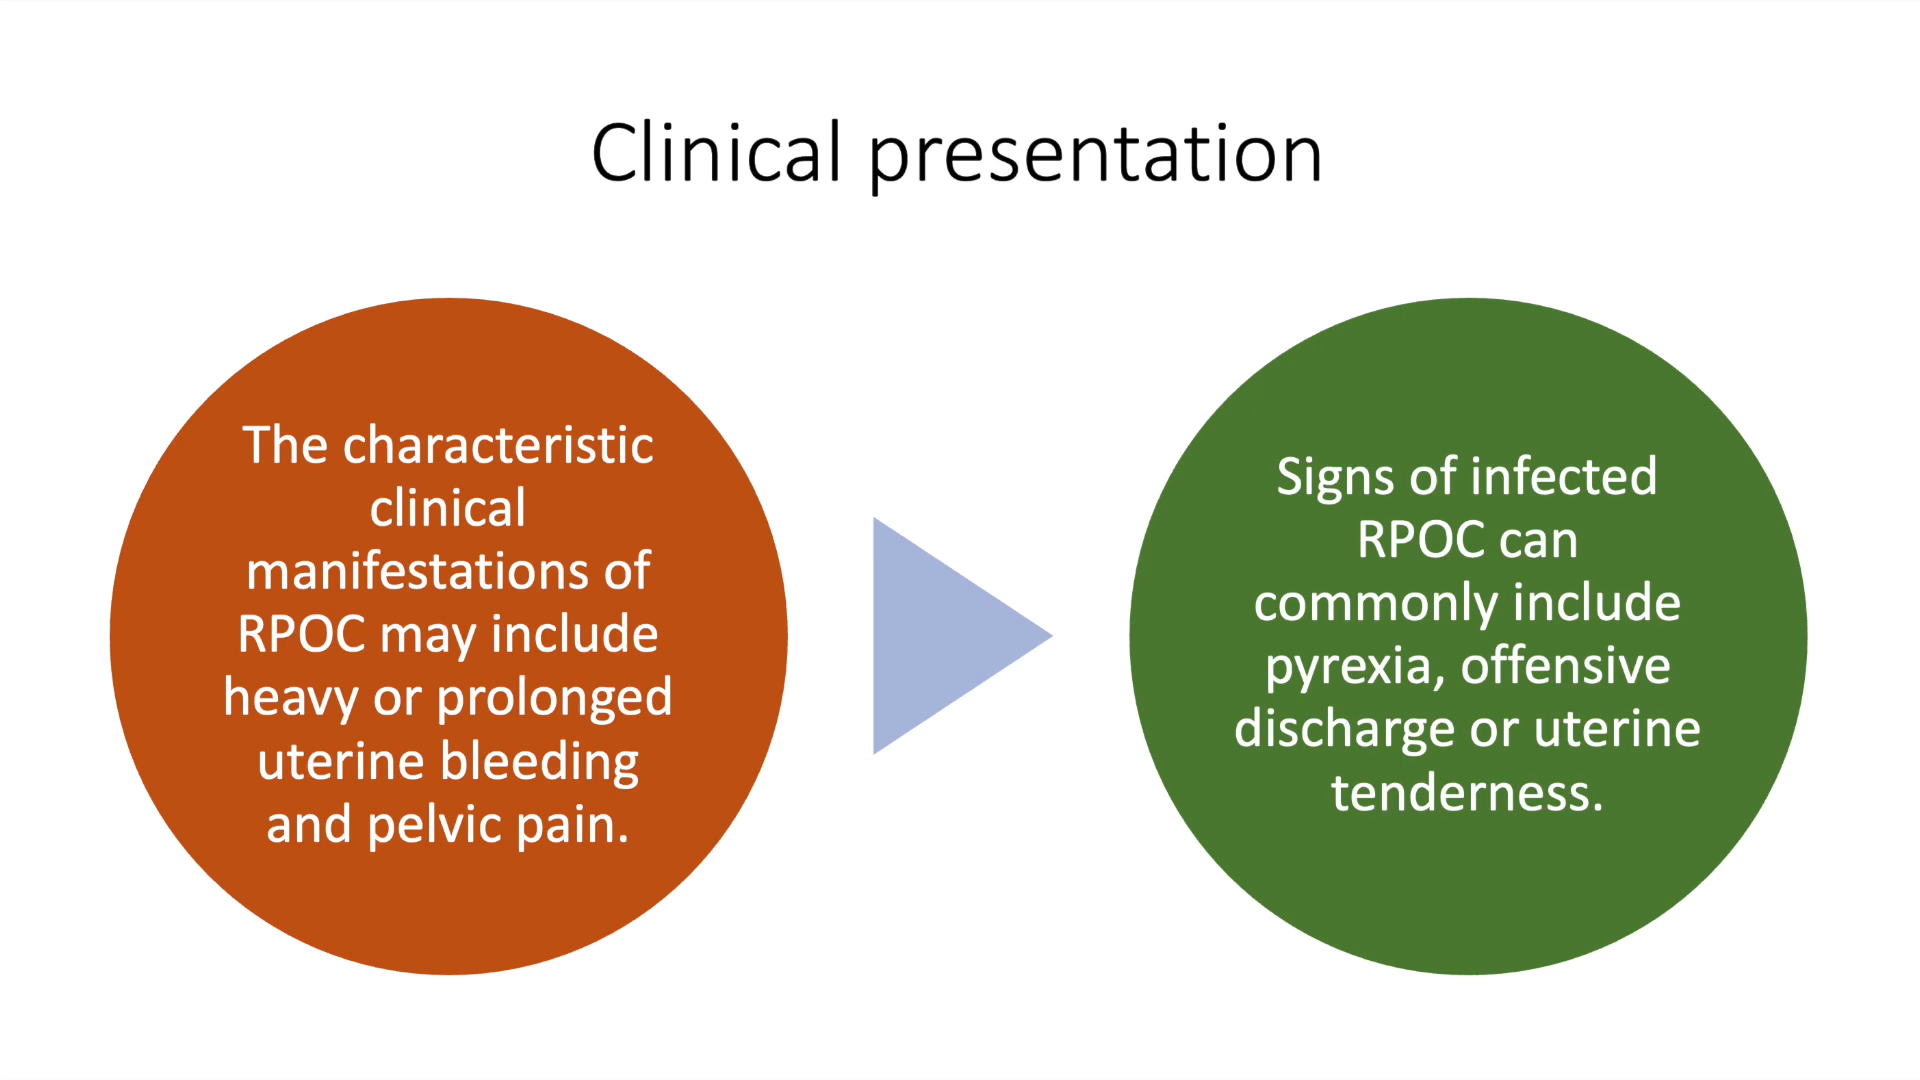 Clinical presentation
The characteristic
clinical
manifestations of
RPOC may include
heavy or prolonged
uterine bleeding
and pelvic pain.
Signs of infected
RPOC can
commonly include
pyrexia, offensive
discharge or uterine
tenderness.